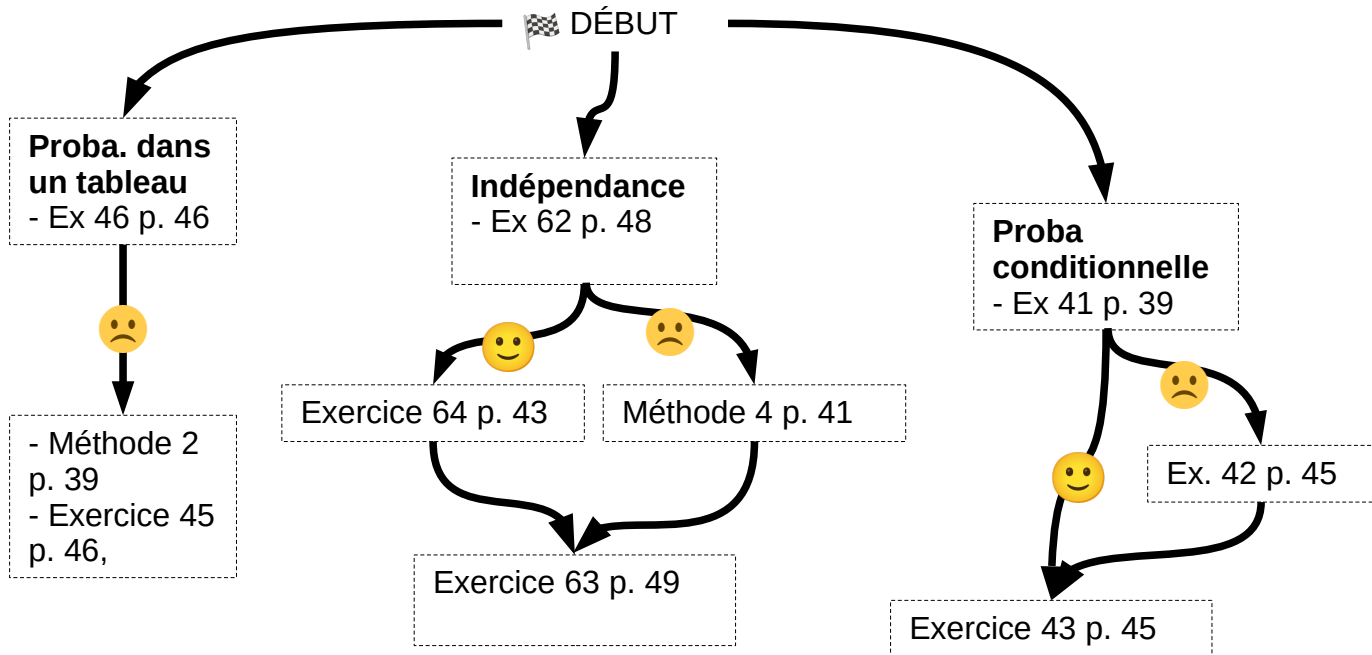 🏁 DÉBUT
Proba. dans
un tableau
- Ex 46 p. 46
Indépendance
- Ex 62 p. 48
Proba
conditionnelle
- Ex 41 p. 39
- Méthode 2
p. 39
- Exercice 45
p. 46,
Exercice 64 p. 43
Méthode 4 p. 41
Exercice 63 p. 49
Ex. 42 p. 45
Exercice 43 p. 45